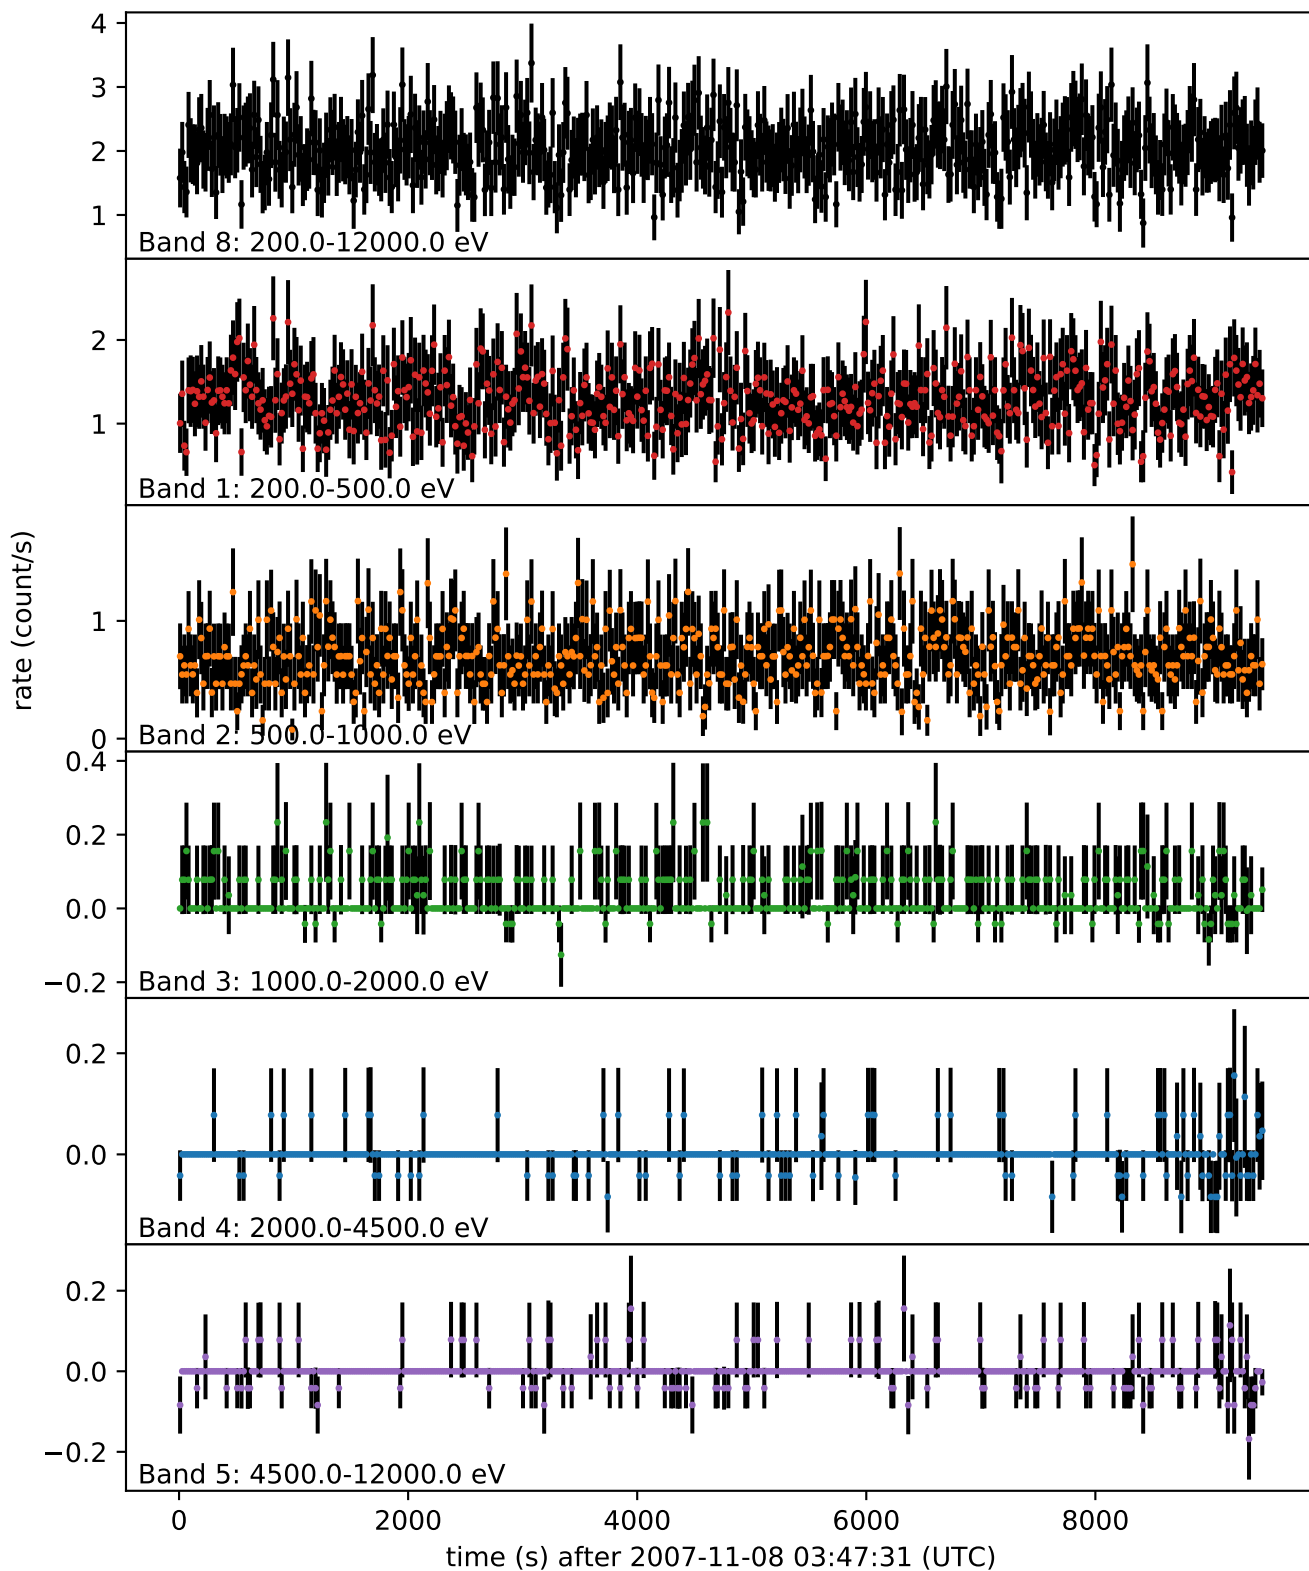 4
3
2
1
Band 8: 200.0-12000.0 eV
2
1
Band 1: 200.0-500.0 eV
rate (count/s)
1
0
Band 2: 500.0-1000.0 eV
0.4
0.2
0.0
−0.2
Band 3: 1000.0-2000.0 eV
0.2
0.0
Band 4: 2000.0-4500.0 eV
0.2
0.0
−0.2
Band 5: 4500.0-12000.0 eV
0 2000 4000 6000 8000
time (s) after 2007-11-08 03:47:31 (UTC)